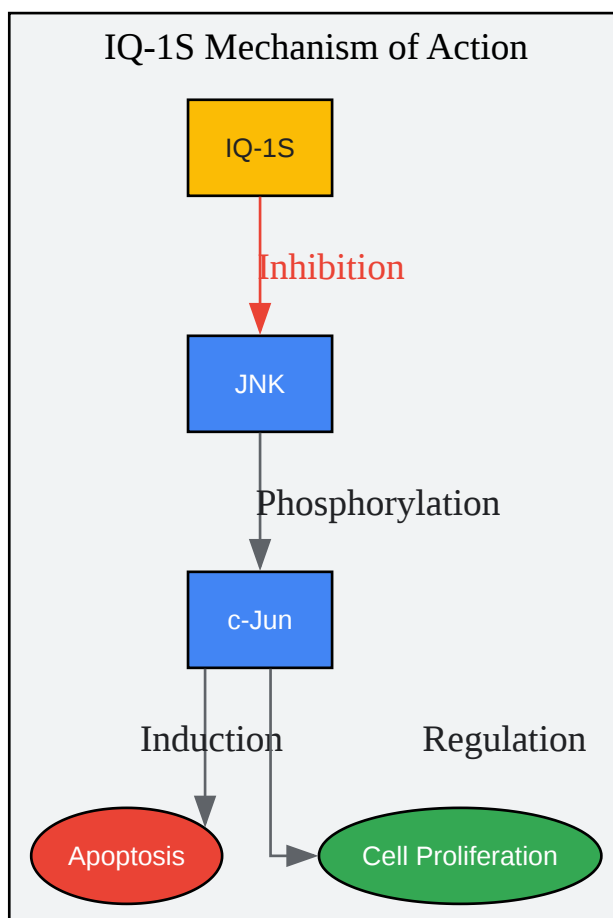 IQ-1S Mechanism of Action
IQ-1S
Inhibition
JNK
Phosphorylation
c-Jun
Induction
Regulation
Apoptosis
Cell Proliferation